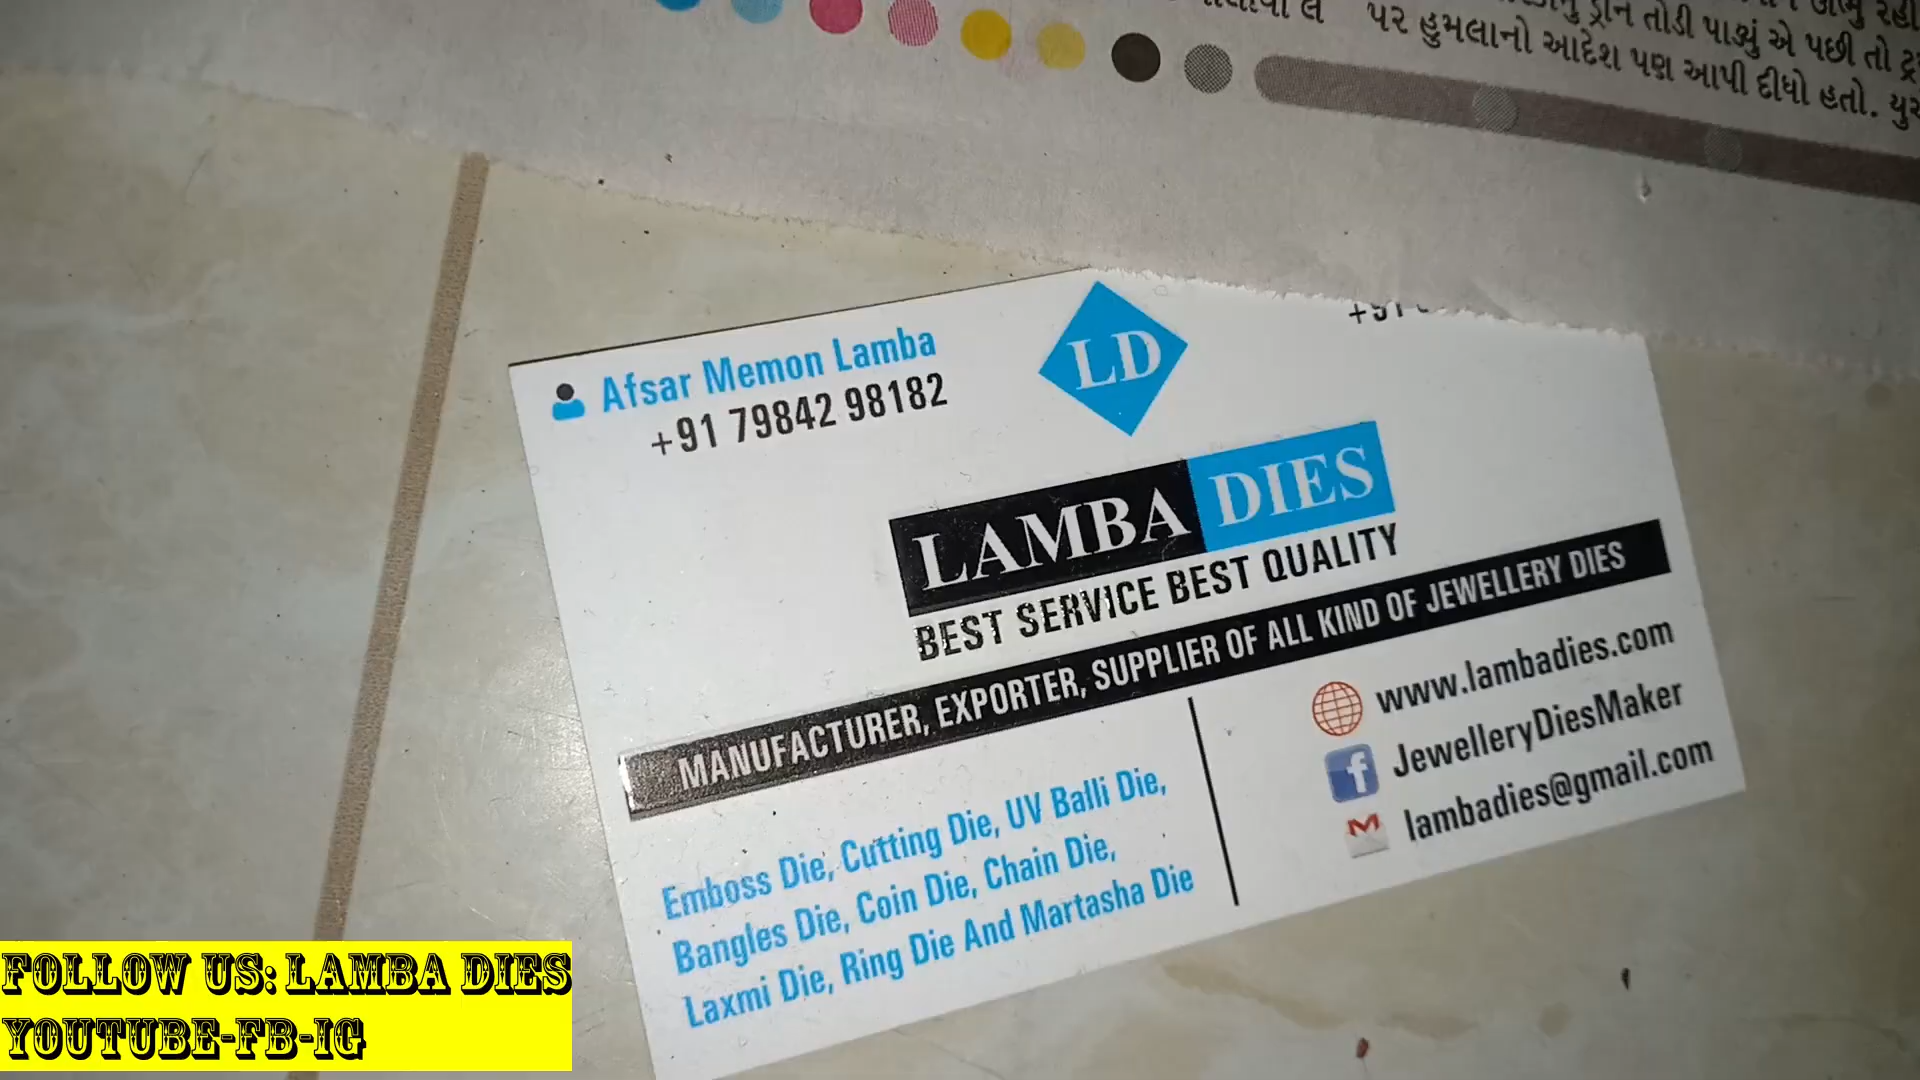 પર હુમલાનો આદેશ પણ આપી દીધો હતો.
તોડી પાડ્યું એ પછી તો
Afsar Memon Lamba
+91 79842 98182
LD
+91
LAMBA DIES
BEST SERVICE BEST QUALITY
MANUFACTURER, EXPORTER, SUPPLIER OF ALL KIND OF JEWELLERY DIES
Emboss Die, Cutting Die, UV Balli Die,
Bangles Die, Coin Die, Chain Die,
Laxmi Die, Ring Die And Martasha Die
www.lambadies.com
JewelleryDiesMaker
lambadies@gmail.com
FOLLOW US: LAMBA DIES
YOUTUBE-FB-IG